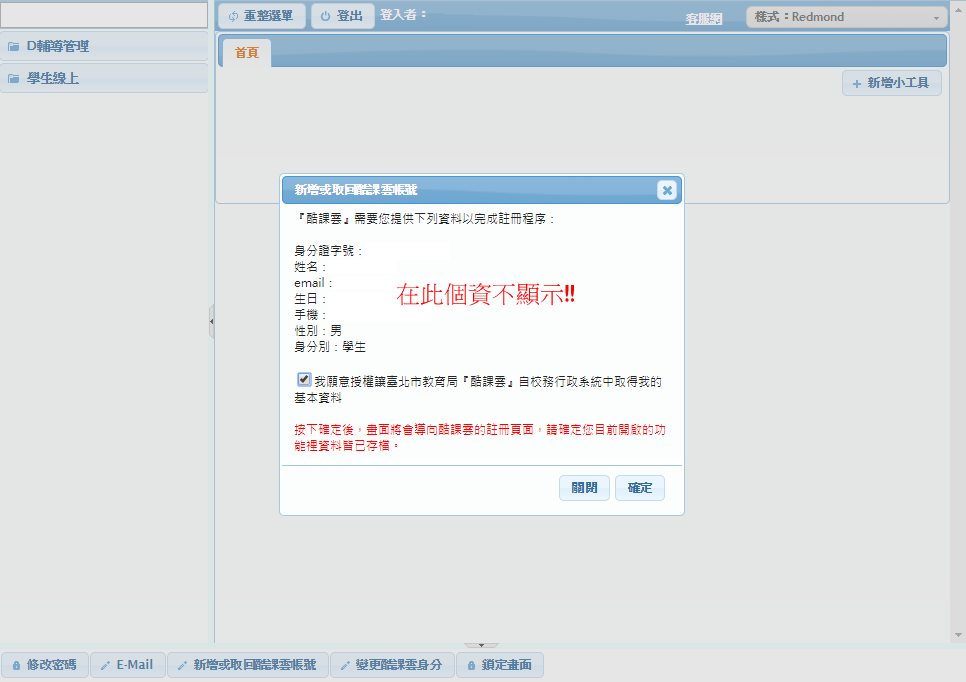 重整選單
登出
登入者：
客服網
樣式：Redmond
D輔導管理
首頁
學生線上
新增小工具
新增或取回酷課雲帳號
『酷課雲』需要您提供下列資料以完成註冊程序：
身分證字號：
姓名：
email：
生日：
在此個資不顯示!!
手機：
性別：男
身分別：學生
我願意授權讓臺北市教育局『酷課雲』自校務行政系統中取得我的
基本資料
按下確定後，畫面將會導向酷課雲的註冊頁面，請確定您目前開啟的功
能裡資料皆已存檔。
關閉
確定
修改密碼
E-Mail
新增或取回酷課雲帳號
變更酷課雲身分
鎖定畫面